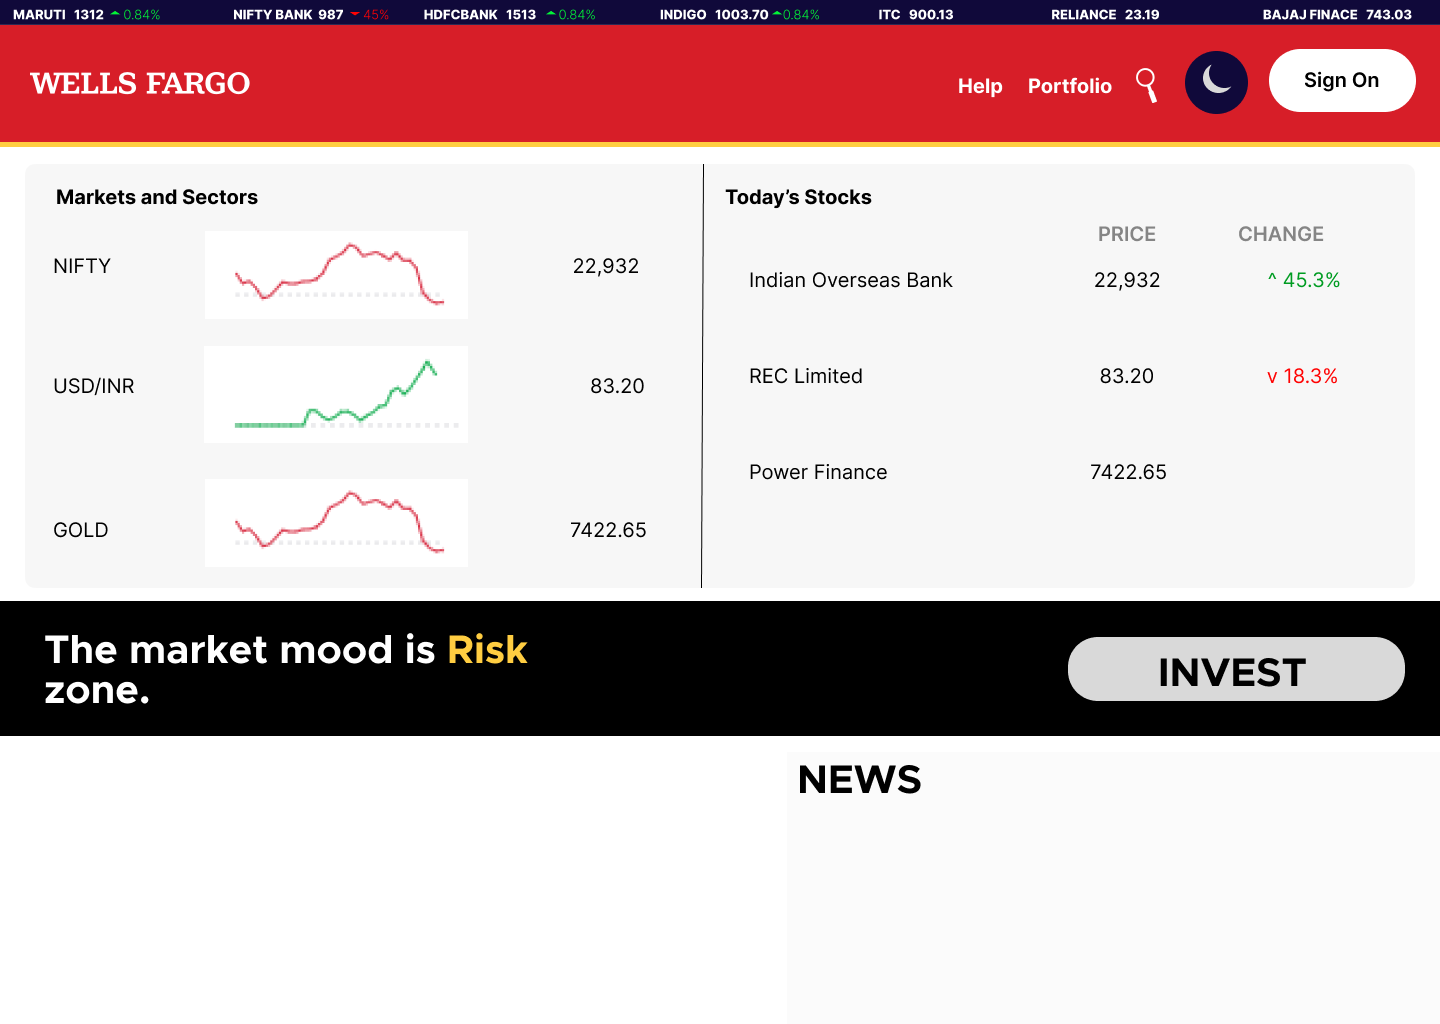 MARUTI 1312 0.84% NIFTY BANK 987 45% HDFCBANK 1513 0.84% INDIGO 1003.70 0.84% ITC 900.13 RELIANCE 23.19 BAJAJ FINACE 743.03
WELLS FARGO
Help Portfolio
Sign On
Markets and Sectors
NIFTY 22,932
USD/INR 83.20
GOLD 7422.65
Today’s Stocks
PRICE CHANGE
Indian Overseas Bank 22,932 ^ 45.3%
REC Limited 83.20 v 18.3%
Power Finance 7422.65
The market mood is Risk
zone.
INVEST
NEWS